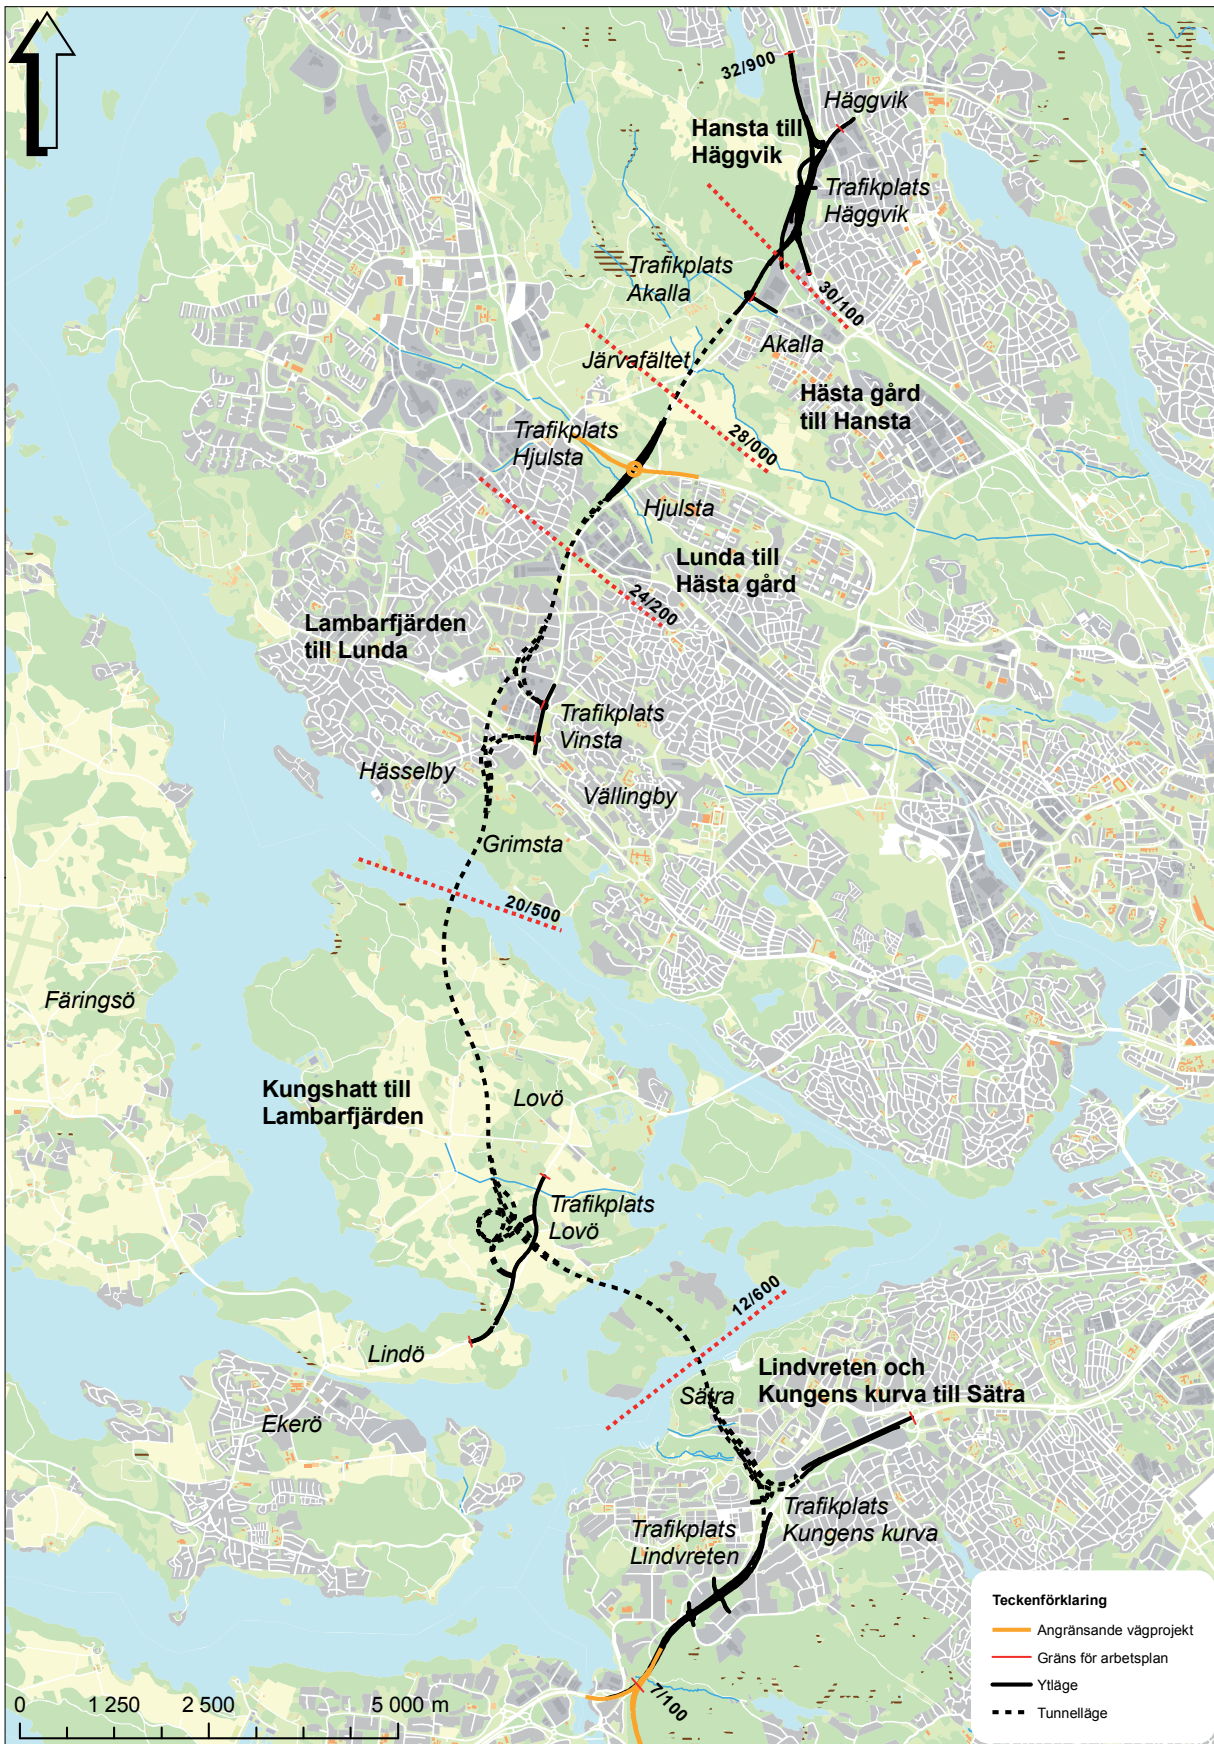 32/900
Häggvik
Hansta till
Häggvik
Trafikplats
Häggvik
Trafikplats
Akalla
30/100
Akalla
Järvafältet
Hästa gård
till Hansta
Trafikplats
Hjulsta
28/000
Hjulsta
Lunda till
Hästa gård
24/200
Lambarfjärden
till Lunda
Trafikplats
Vinsta
Hässelby
Vällingby
Grimsta
20/500
Färingsö
Kungshatt till
Lambarfjärden
Lovö
Trafikplats
Lovö
12/600
Lindö
Lindvreten och
Kungens kurva till Sätra
Sätra
Ekerö
Trafikplats
Kungens kurva
Trafikplats
Lindvreten
7/100
0 1 250 2 500 5 000 m
Teckenförklaring
Angränsande vägprojekt
Gräns för arbetsplan
Ytläge
Tunnelläge